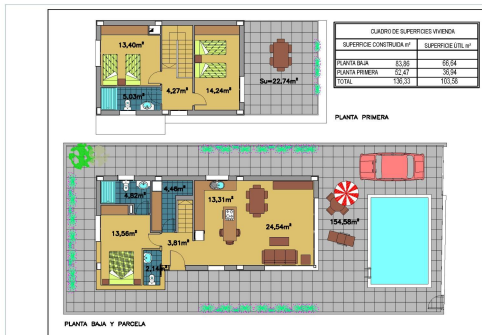 CUADRO DE SUPERFICIES VIVIENDA
SUPERFICIE CONSTRUIDA m² SUPERFICIE ÚTIL m²
PLANTA BAJA 83,86 66,64
PLANTA PRIMERA 52,47 36,94
TOTAL 136,33 103,58
13,40m²
5,03m²
4,27m²
14,24m²
Su=22,74m²
PLANTA PRIMERA
4,82m²
4,46m²
13,31m²
24,54m²
154,58m²
13,56m²
3,81m²
2,14m²
PLANTA BAJA Y PARCELA